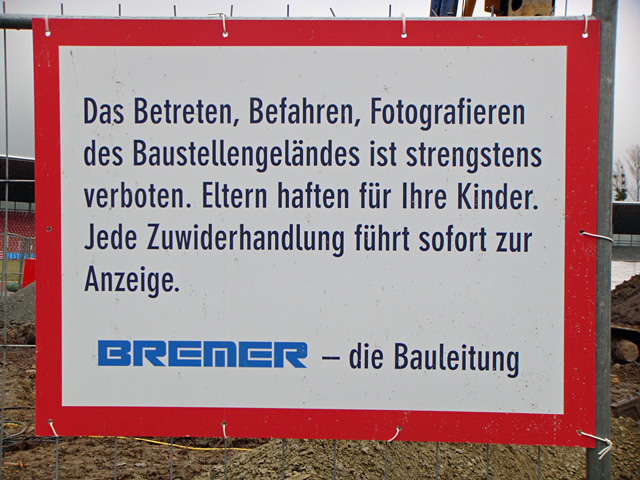 Das Betreten, Befahren, Fotografieren
des Baustellengeländes ist strengstens
verboten. Eltern haften für Ihre Kinder.
Jede Zuwiderhandlung führt sofort zur
Anzeige.
BREMER – die Bauleitung